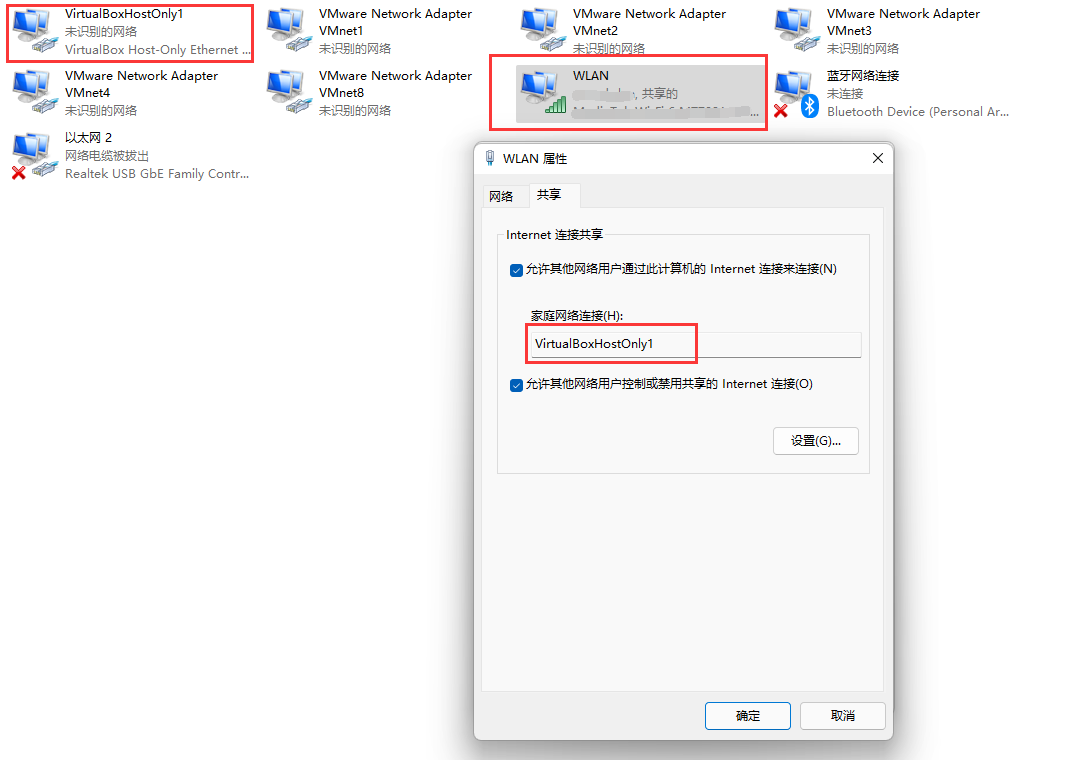 VirtualBoxHostOnly1
未识别的网络
VirtualBox Host-Only Ethernet ...
VMware Network Adapter
VMnet1
未识别的网络
VMware Network Adapter
VMnet2
未识别的网络
VMware Network Adapter
VMnet3
未识别的网络
VMware Network Adapter
VMnet4
未识别的网络
VMware Network Adapter
VMnet8
未识别的网络
WLAN
, 共享的
...
蓝牙网络连接
未连接
Bluetooth Device (Personal Ar...
以太网 2
网络电缆被拔出
Realtek USB GbE Family Contr...
WLAN 属性
网络
共享
Internet 连接共享
允许其他网络用户通过此计算机的 Internet 连接来连接(N)
家庭网络连接(H):
VirtualBoxHostOnly1
允许其他网络用户控制或禁用共享的 Internet 连接(O)
设置(G)...
确定
取消